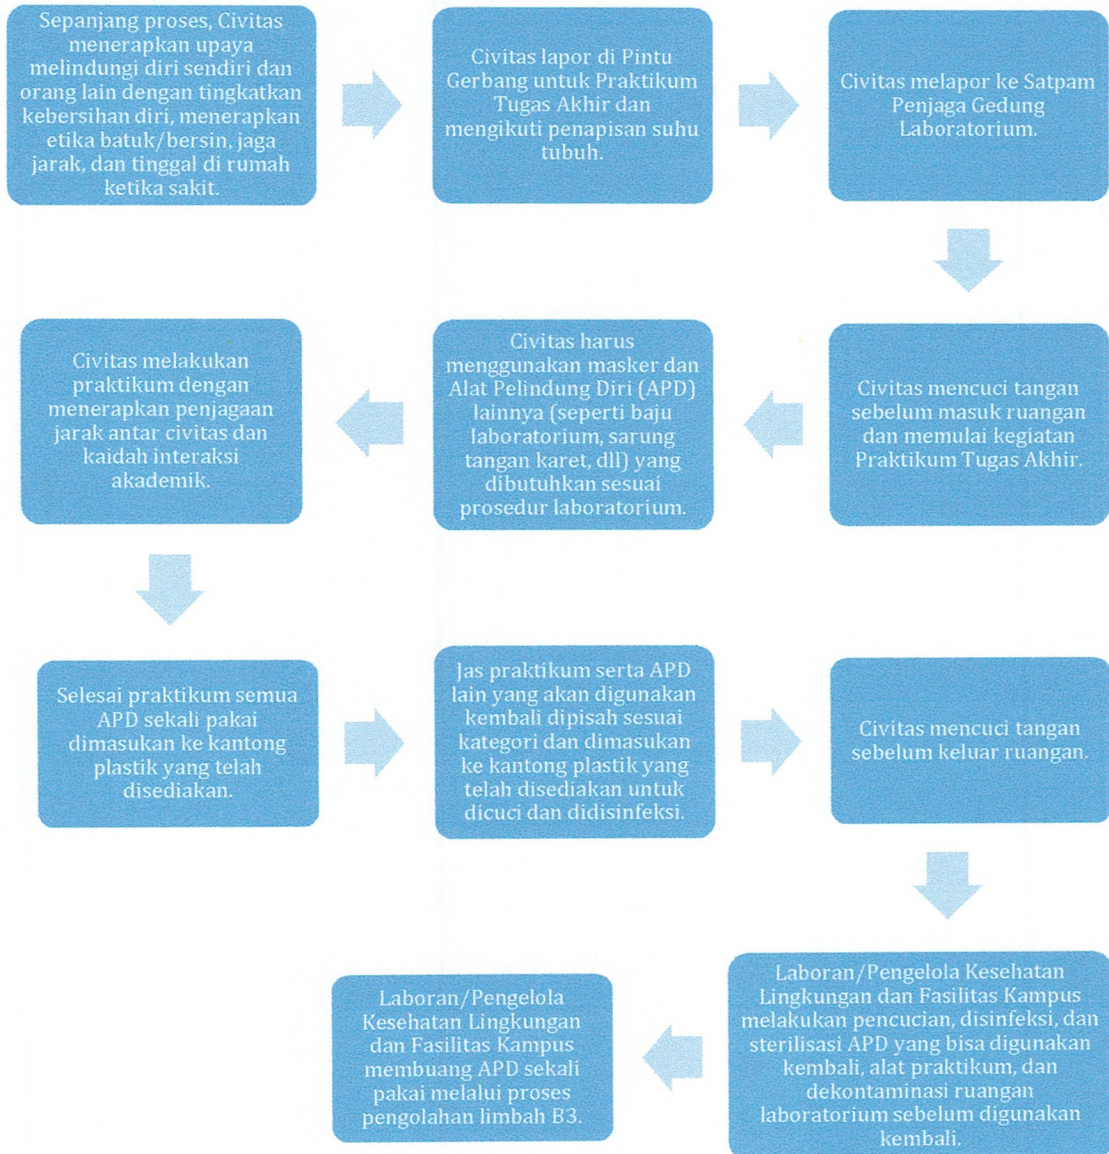 Sepanjang proses, Civitas
menerapkan upaya
melindungi diri sendiri dan
orang lain dengan tingkatkan
kebersihan diri, menerapkan
etika batuk/bersin, jaga
jarak, dan tinggal di rumah
ketika sakit.
Civitas lapor di Pintu
Gerbang untuk Praktikum
Tugas Akhir dan
mengikuti penapisan suhu
tubuh.
Civitas melapor ke Satpam
Penjaga Gedung
Laboratorium.
Civitas mencuci tangan
sebelum masuk ruangan
dan memulai kegiatan
Praktikum Tugas Akhir.
Civitas harus
menggunakan masker dan
Alat Pelindung Diri (APD)
lainnya (seperti baju
laboratorium, sarung
tangan karet, dll) yang
dibutuhkan sesuai
prosedur laboratorium.
Civitas melakukan
praktikum dengan
menerapkan penjagaan
jarak antar civitas dan
kaidah interaksi
akademik.
Selesai praktikum semua
APD sekali pakai
dimasukan ke kantong
plastik yang telah
disediakan.
Jas praktikum serta APD
lain yang akan digunakan
kembali dipisah sesuai
kategori dan dimasukan
ke kantong plastik yang
telah disediakan untuk
dicuci dan didisinfeksi.
Civitas mencuci tangan
sebelum keluar ruangan.
Laboran/Pengelola Kesehatan
Lingkungan dan Fasilitas Kampus
melakukan pencucian, disinfeksi, dan
sterilisasi APD yang bisa digunakan
kembali, alat praktikum, dan
dekontaminasi ruangan
laboratorium sebelum digunakan
kembali.
Laboran/Pengelola
Kesehatan Lingkungan
dan Fasilitas Kampus
membuang APD sekali
pakai melalui proses
pengolahan limbah B3.